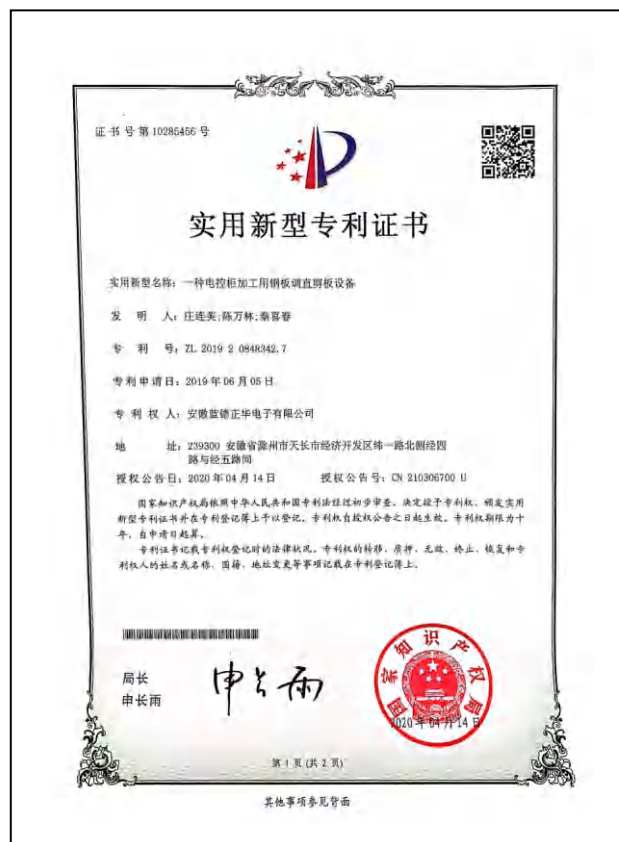 证书号第10285456号
实用新型专利证书
实用新型名称：一种电控柜加工用钢板调直剪板设备
发 明 人：庄连美;陈万林;秦喜春
专 利 号：ZL 2019 2 0848342.7
专利申请日：2019年06月05日
专 利 权 人：安徽蓝德正华电子有限公司
地 址：239300 安徽省滁州市天长市经济开发区纬一路北侧经四
路与经五路间
授权公告日：2020年04月14日 授权公告号：CN 210306700 U
国家知识产权局依照中华人民共和国专利法经过初步审查，决定授予专利权，颁发实用
新型专利证书并在专利登记簿上予以登记。专利权自授权公告之日起生效。专利权期限为十
年，自申请日起算。
专利证书记载专利权登记时的法律状况。专利权的转移、质押、无效、终止、恢复和专
利权人的姓名或名称、国籍、地址变更等事项记载在专利登记簿上。
局长
申长雨
申长雨
国家知识产权局
2020年04月14日
第 1 页 (共 2 页)
其他事项参见背面